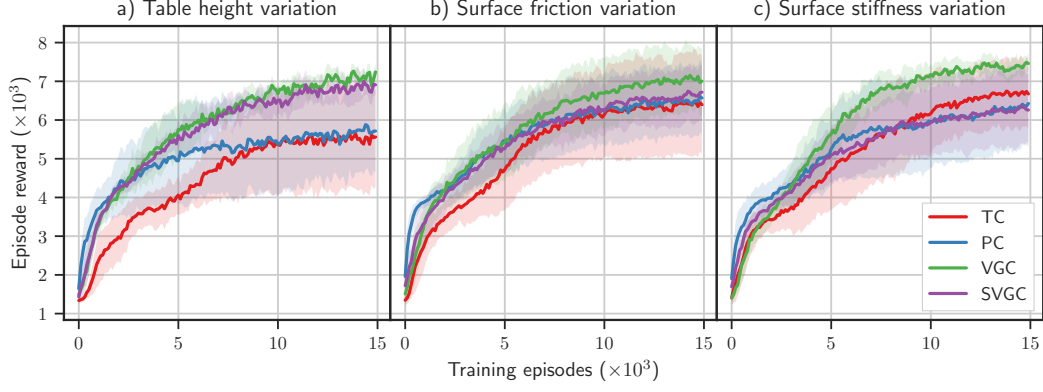 a) Table height variation
b) Surface friction variation
c) Surface stiffness variation
Episode reward (×10³)
8
7
6
5
4
3
2
1
0
5
10
15
0
5
10
15
0
5
10
15
Training episodes (×10³)
TC
PC
VGC
SVGC